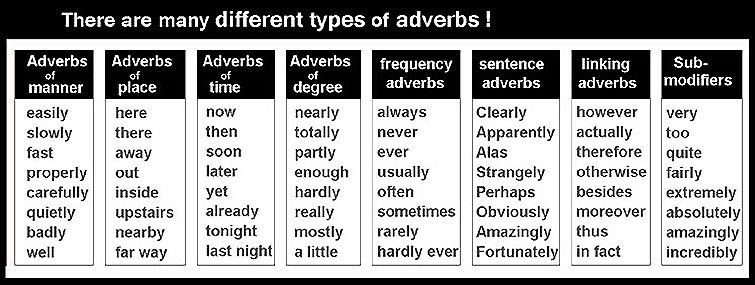 There are many different types of adverbs !
Adverbs
of
manner
easily
slowly
fast
properly
carefully
quietly
badly
well
Adverbs
of
place
here
there
away
out
inside
upstairs
nearby
far way
Adverbs
of
time
now
then
soon
later
yet
already
tonight
last night
Adverbs
of
degree
nearly
totally
partly
enough
hardly
really
mostly
a little
frequency
adverbs
always
never
ever
usually
often
sometimes
rarely
hardly ever
sentence
adverbs
Clearly
Apparently
Alas
Strangely
Perhaps
Obviously
Amazingly
Fortunately
linking
adverbs
however
actually
therefore
otherwise
besides
moreover
thus
in fact
Sub-
modifiers
very
too
quite
fairly
extremely
absolutely
amazingly
incredibly